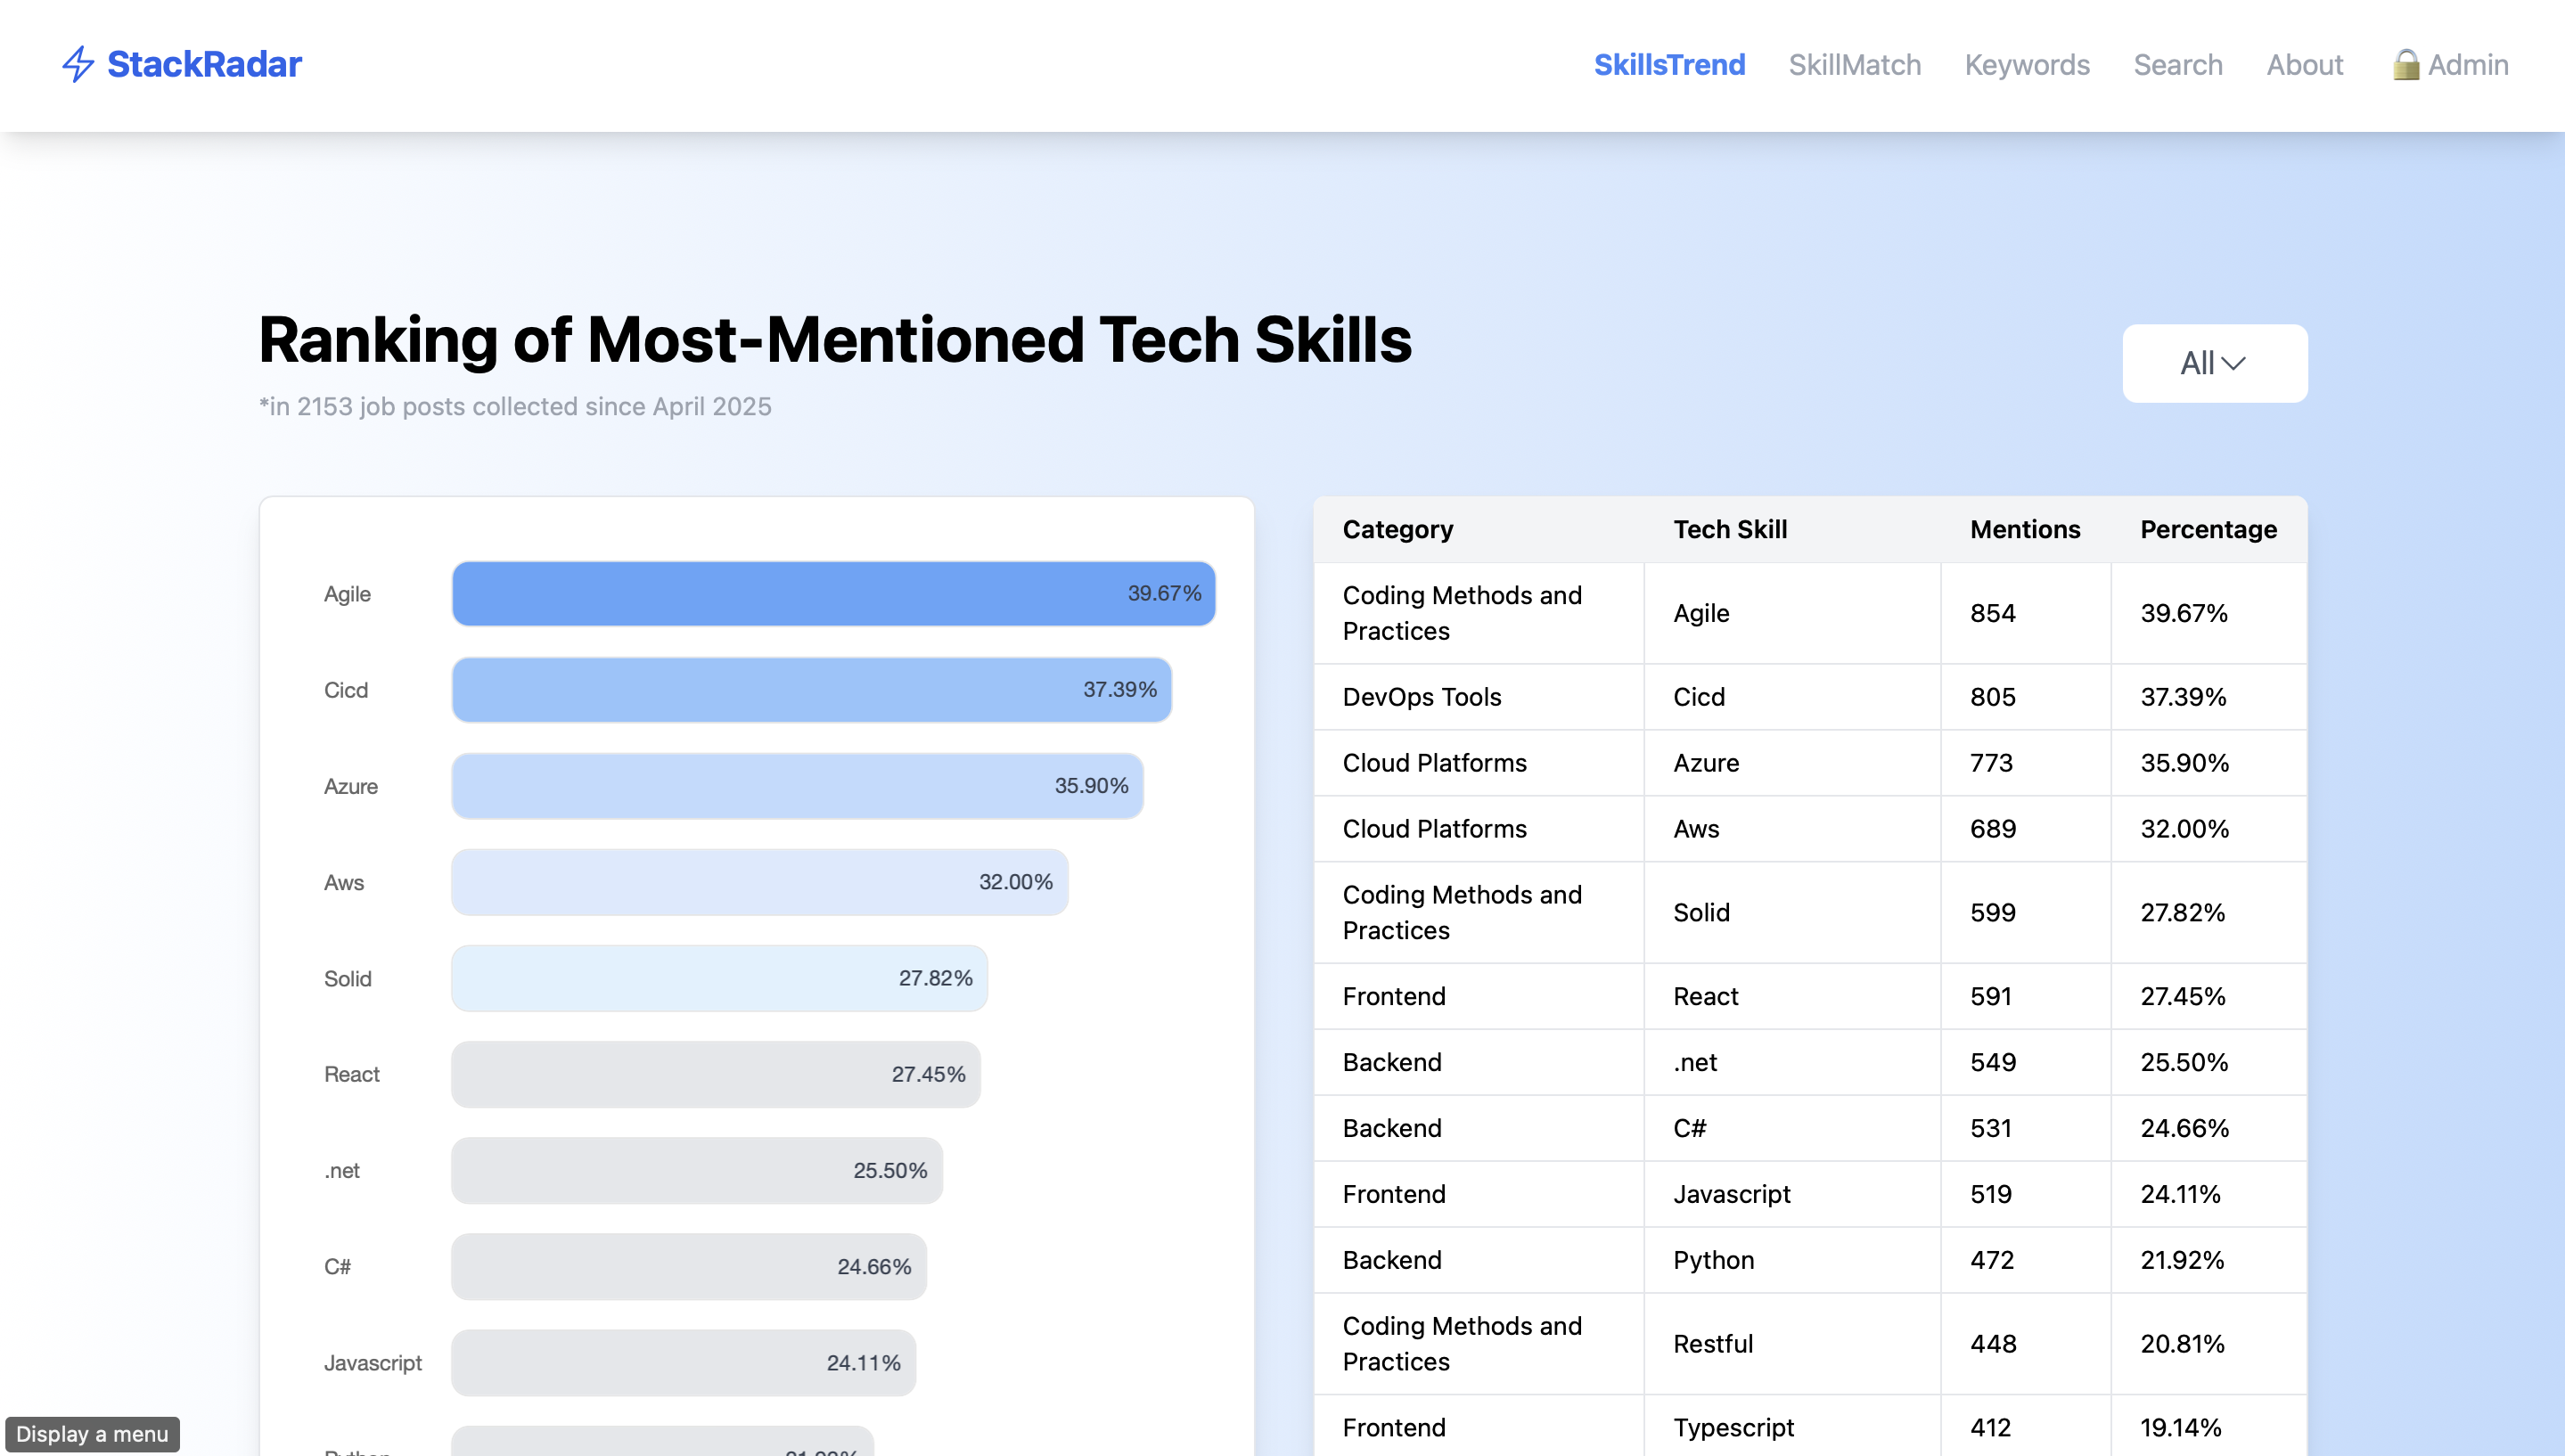 StackRadar
SkillsTrend SkillMatch Keywords Search About Admin
Ranking of Most-Mentioned Tech Skills
*in 2153 job posts collected since April 2025
All
Agile 39.67%
Cicd 37.39%
Azure 35.90%
Aws 32.00%
Solid 27.82%
React 27.45%
.net 25.50%
C# 24.66%
Javascript 24.11%
Category Tech Skill Mentions Percentage
Coding Methods and
Practices Agile 854 39.67%
DevOps Tools Cicd 805 37.39%
Cloud Platforms Azure 773 35.90%
Cloud Platforms Aws 689 32.00%
Coding Methods and
Practices Solid 599 27.82%
Frontend React 591 27.45%
Backend .net 549 25.50%
Backend C# 531 24.66%
Frontend Javascript 519 24.11%
Backend Python 472 21.92%
Coding Methods and
Practices Restful 448 20.81%
Frontend Typescript 412 19.14%
Display a menu